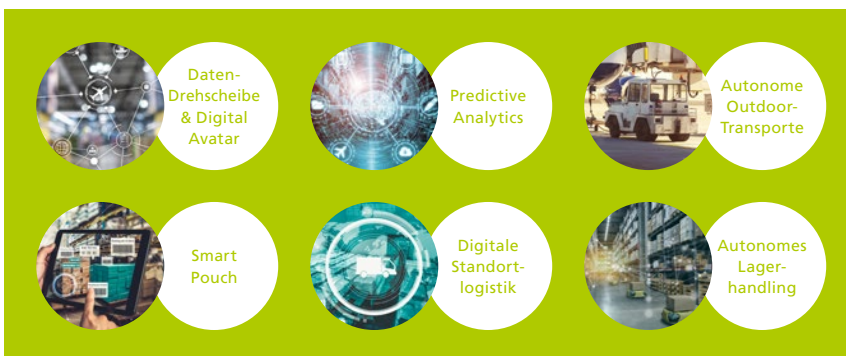 Daten-
Drehscheibe
& Digital
Avatar
Predictive
Analytics
Autonome
Outdoor-
Transporte
Smart
Pouch
Digitale
Standort-
logistik
Autonomes
Lager-
handling